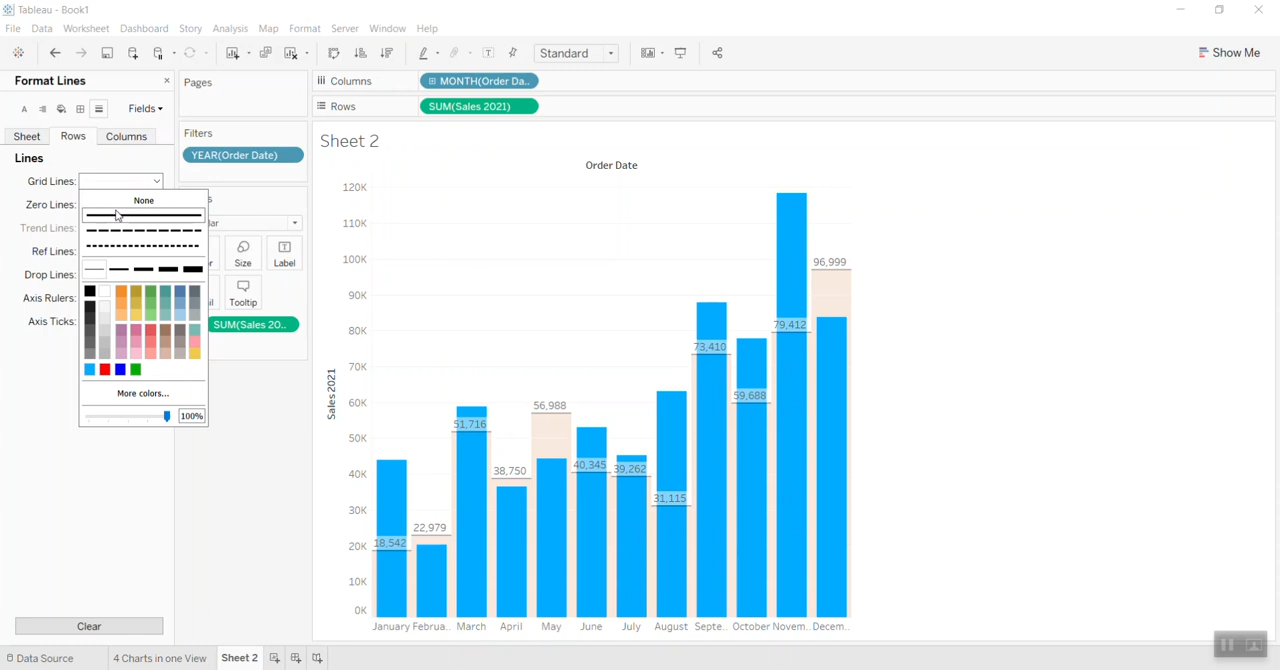 Tableau - Book1
File Data Worksheet Dashboard Story Analysis Map Format Server Window Help
Standard
Show Me
Format Lines
Fields
Sheet Rows Columns
Lines
Grid Lines:
Zero Lines:
Trend Lines:
Ref Lines:
Drop Lines:
Axis Rulers:
Axis Ticks:
None
More colors...
100%
Clear
Pages
Filters
YEAR(Order Date)
Size
Label
Tooltip
SUM(Sales 20..
Columns
MONTH(Order Da..
Rows
SUM(Sales 2021)
Sheet 2
Order Date
Sales 2021
120K
110K
100K
90K
80K
70K
60K
50K
40K
30K
20K
10K
0K
18,542
22,979
51,716
38,750
56,988
40,345
39,262
31,115
73,410
59,688
79,412
96,999
January Februa.. March April May June July August Septe.. October Novem.. Decem..
Data Source
4 Charts in one View
Sheet 2